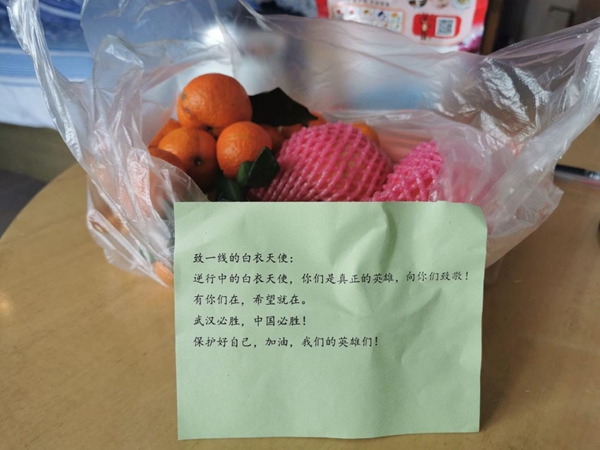 致一线的白衣天使：
逆行中的白衣天使，你们是真正的英雄，向你们致敬！
有你们在，希望就在。
武汉必胜，中国必胜！
保护好自己，加油，我们的英雄们！